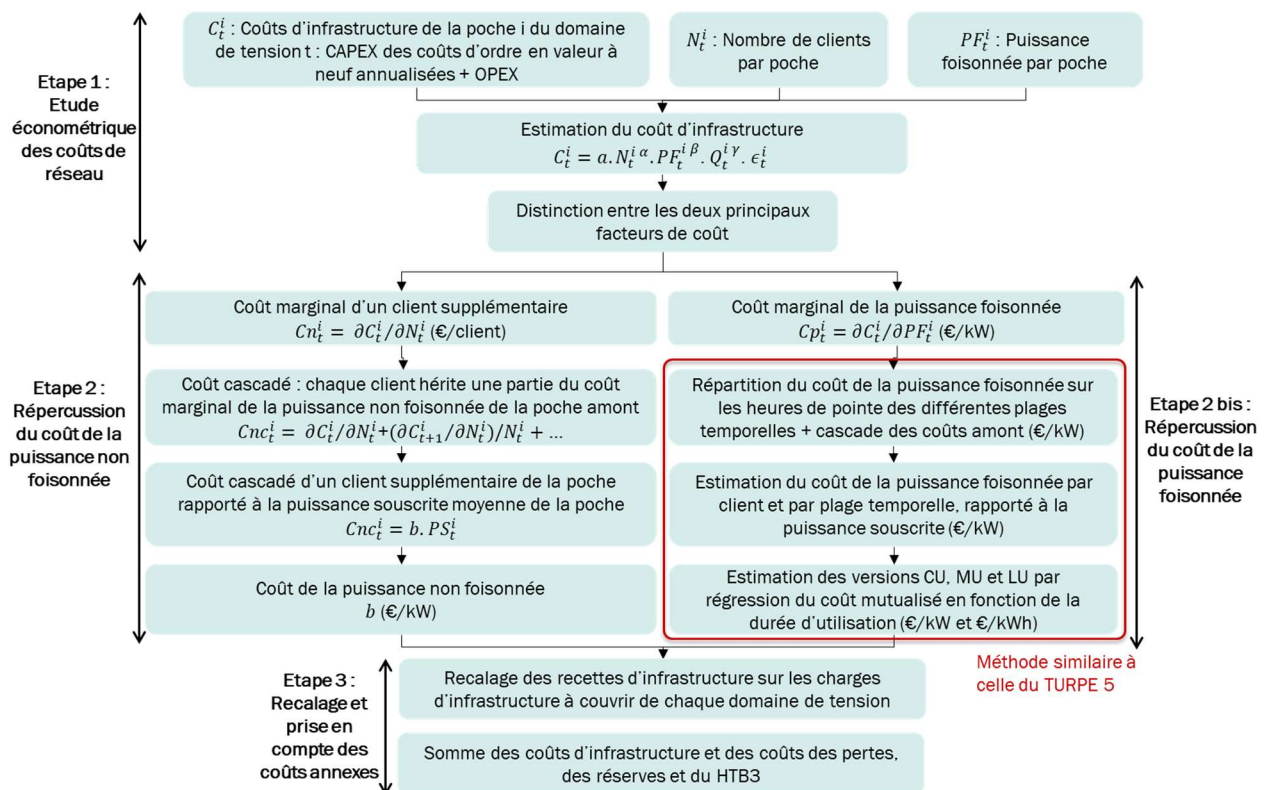 Etape 1 :
Etude
économétrique
des coûts de
réseau
C_t^i : Coûts d'infrastructure de la poche i du domaine
de tension t : CAPEX des coûts d'ordre en valeur à
neuf annualisées + OPEX
N_t^i : Nombre de clients
par poche
PF_t^i : Puissance
foisonnée par poche
Estimation du coût d'infrastructure
C_t^i = a. N_t^{i α}. PF_t^{i β}. Q_t^{i γ}. ϵ_t^i
Distinction entre les deux principaux
facteurs de coût
Etape 2 :
Répercussion
du coût de la
puissance non
foisonnée
Coût marginal d'un client supplémentaire
Cn_t^i = ∂C_t^i/∂N_t^i (€/client)
Coût cascadé : chaque client hérite une partie du coût
marginal de la puissance non foisonnée de la poche amont
Cnc_t^i = ∂C_t^i/∂N_t^i+(∂C_{t+1}^i/∂N_t^i)/N_t^i + …
Coût cascadé d'un client supplémentaire de la poche
rapporté à la puissance souscrite moyenne de la poche
Cnc_t^i = b. PS_t^i
Coût de la puissance non foisonnée
b (€/kW)
Coût marginal de la puissance foisonnée
Cp_t^i = ∂C_t^i/∂PF_t^i (€/kW)
Répartition du coût de la puissance foisonnée sur
les heures de pointe des différentes plages
temporelles + cascade des coûts amont (€/kW)
Estimation du coût de la puissance foisonnée par
client et par plage temporelle, rapporté à la
puissance souscrite (€/kW)
Estimation des versions CU, MU et LU par
régression du coût mutualisé en fonction de la
durée d'utilisation (€/kW et €/kWh)
Etape 2 bis :
Répercussion
du coût de la
puissance
foisonnée
Méthode similaire à
celle du TURPE 5
Etape 3 :
Recalage et
prise en
compte des
coûts annexes
Recalage des recettes d'infrastructure sur les charges
d'infrastructure à couvrir de chaque domaine de tension
Somme des coûts d'infrastructure et des coûts des pertes,
des réserves et du HTB3